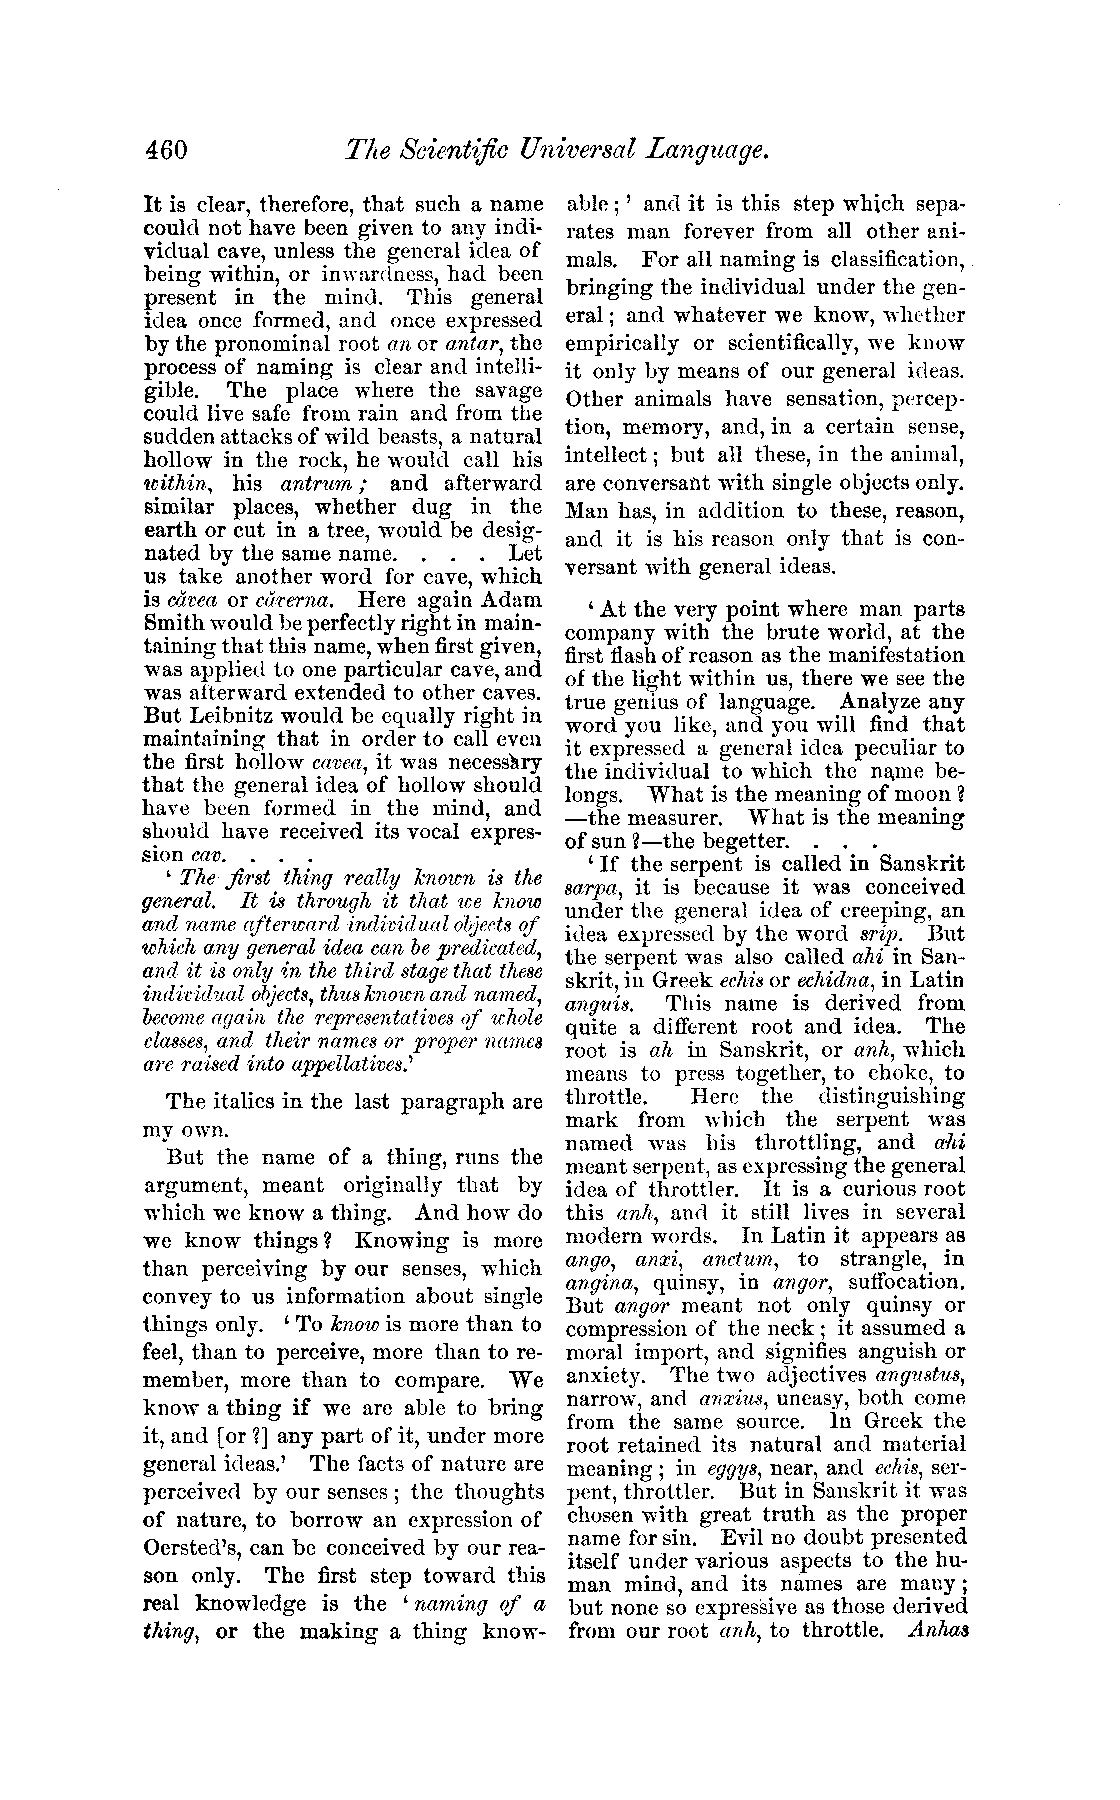 460 The Scientific Universal Language.
It is clear, therefore, that such a name
could not have been given to any indi-
vidual cave, unless the general idea of
being within, or inwardness, had been
present in the mind. This general
idea once formed, and once expressed
by the pronominal root an or antar, the
process of naming is clear and intelli-
gible. The place where the savage
could live safe from rain and from the
sudden attacks of wild beasts, a natural
hollow in the rock, he would call his
within, his antrum; and afterward
similar places, whether dug in the
earth or cut in a tree, would be desig-
nated by the same name. . . . Let
us take another word for cave, which
is căvea or căverna. Here again Adam
Smith would be perfectly right in main-
taining that this name, when first given,
was applied to one particular cave, and
was afterward extended to other caves.
But Leibnitz would be equally right in
maintaining that in order to call even
the first hollow cavea, it was necessary
that the general idea of hollow should
have been formed in the mind, and
should have received its vocal expres-
sion cav. . . .
‘The first thing really known is the
general. It is through it that we know
and name afterward individual objects of
which any general idea can be predicated,
and it is only in the third stage that these
individual objects, thus known and named,
become again the representatives of whole
classes, and their names or proper names
are raised into appellatives.’
The italics in the last paragraph are
my own.
But the name of a thing, runs the
argument, meant originally that by
which we know a thing. And how do
we know things? Knowing is more
than perceiving by our senses, which
convey to us information about single
things only. ‘To know is more than to
feel, than to perceive, more than to re-
member, more than to compare. We
know a thing if we are able to bring
it, and [or?] any part of it, under more
general ideas.’ The facts of nature are
perceived by our senses; the thoughts
of nature, to borrow an expression of
Oersted's, can be conceived by our rea-
son only. The first step toward this
real knowledge is the ‘naming of a
thing, or the making a thing know-
able;’ and it is this step which sepa-
rates man forever from all other ani-
mals. For all naming is classification,
bringing the individual under the gen-
eral; and whatever we know, whether
empirically or scientifically, we know
it only by means of our general ideas.
Other animals have sensation, percep-
tion, memory, and, in a certain sense,
intellect; but all these, in the animal,
are conversant with single objects only.
Man has, in addition to these, reason,
and it is his reason only that is con-
versant with general ideas.
‘At the very point where man parts
company with the brute world, at the
first flash of reason as the manifestation
of the light within us, there we see the
true genius of language. Analyze any
word you like, and you will find that
it expressed a general idea peculiar to
the individual to which the name be-
longs. What is the meaning of moon?
—the measurer. What is the meaning
of sun?—the begetter. . . .
‘If the serpent is called in Sanskrit
sarpa, it is because it was conceived
under the general idea of creeping, an
idea expressed by the word srip. But
the serpent was also called ahi in San-
skrit, in Greek echis or echidna, in Latin
anguis. This name is derived from
quite a different root and idea. The
root is ah in Sanskrit, or anh, which
means to press together, to choke, to
throttle. Here the distinguishing
mark from which the serpent was
named was his throttling, and ahi
meant serpent, as expressing the general
idea of throttler. It is a curious root
this anh, and it still lives in several
modern words. In Latin it appears as
ango, anxi, anctum, to strangle, in
angina, quinsy, in angor, suffocation.
But angor meant not only quinsy or
compression of the neck; it assumed a
moral import, and signifies anguish or
anxiety. The two adjectives angustus,
narrow, and anxius, uneasy, both come
from the same source. In Greek the
root retained its natural and material
meaning; in eggys, near, and echis, ser-
pent, throttler. But in Sanskrit it was
chosen with great truth as the proper
name for sin. Evil no doubt presented
itself under various aspects to the hu-
man mind, and its names are many;
but none so expressive as those derived
from our root anh, to throttle. Anhas